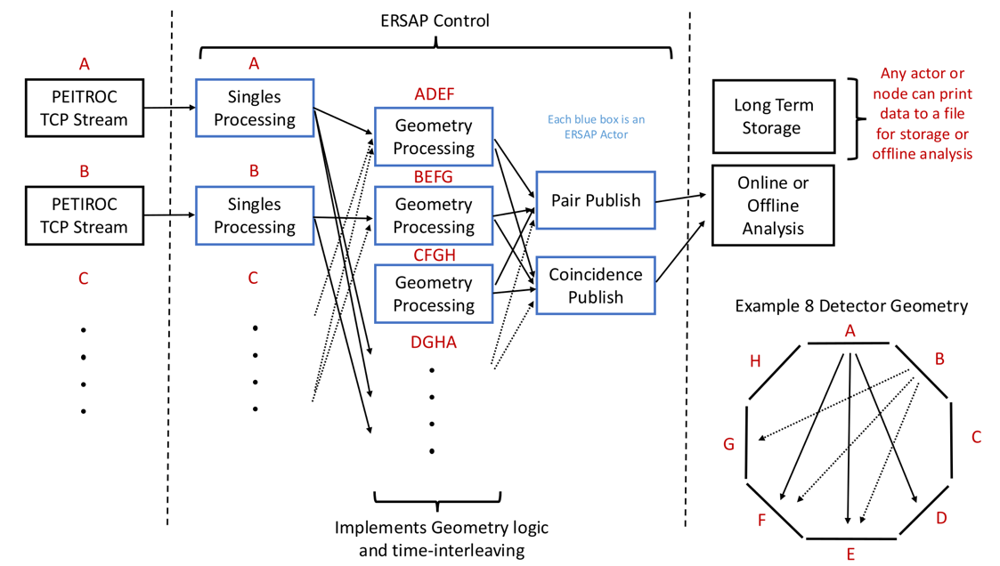 ERSAP Control
A
PEITROC
TCP Stream
A
Singles
Processing
B
PETIROC
TCP Stream
B
Singles
Processing
C
C
ADEF
Geometry
Processing
BEFG
Geometry
Processing
CFGH
Geometry
Processing
DGHA
Implements Geometry logic
and time-interleaving
Each blue box is an
ERSAP Actor
Pair Publish
Coincidence
Publish
Long Term
Storage
Any actor or
node can print
data to a file
for storage or
offline analysis
Online or
Offline
Analysis
Example 8 Detector Geometry
A
B
C
D
E
F
G
H